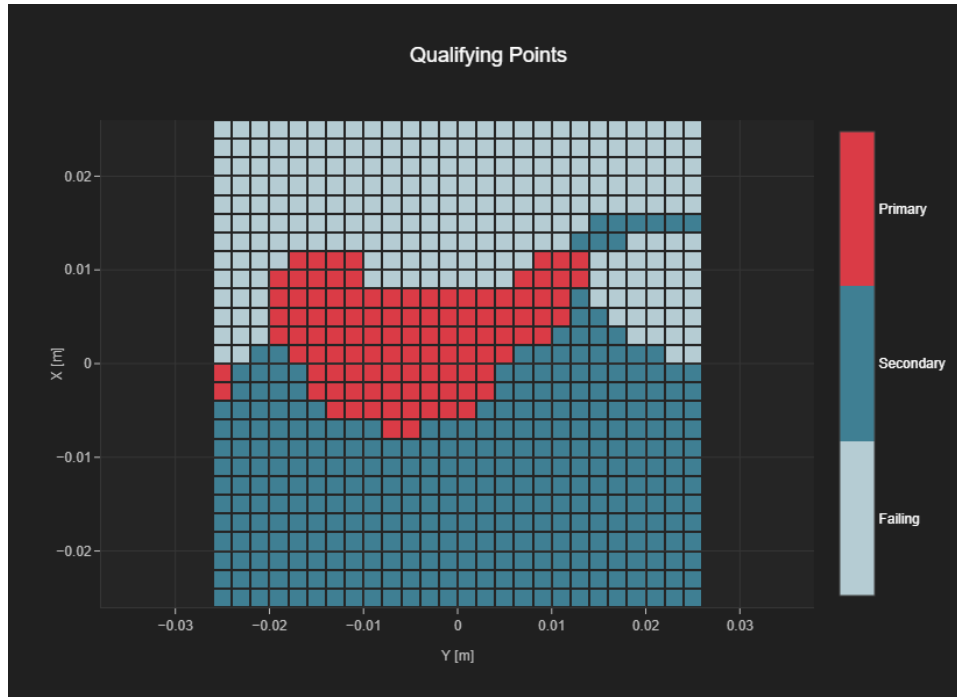 Qualifying Points
0.02
0.01
0
−0.01
−0.02
X [m]
−0.03
−0.02
−0.01
0
0.01
0.02
0.03
Y [m]
Primary
Secondary
Failing